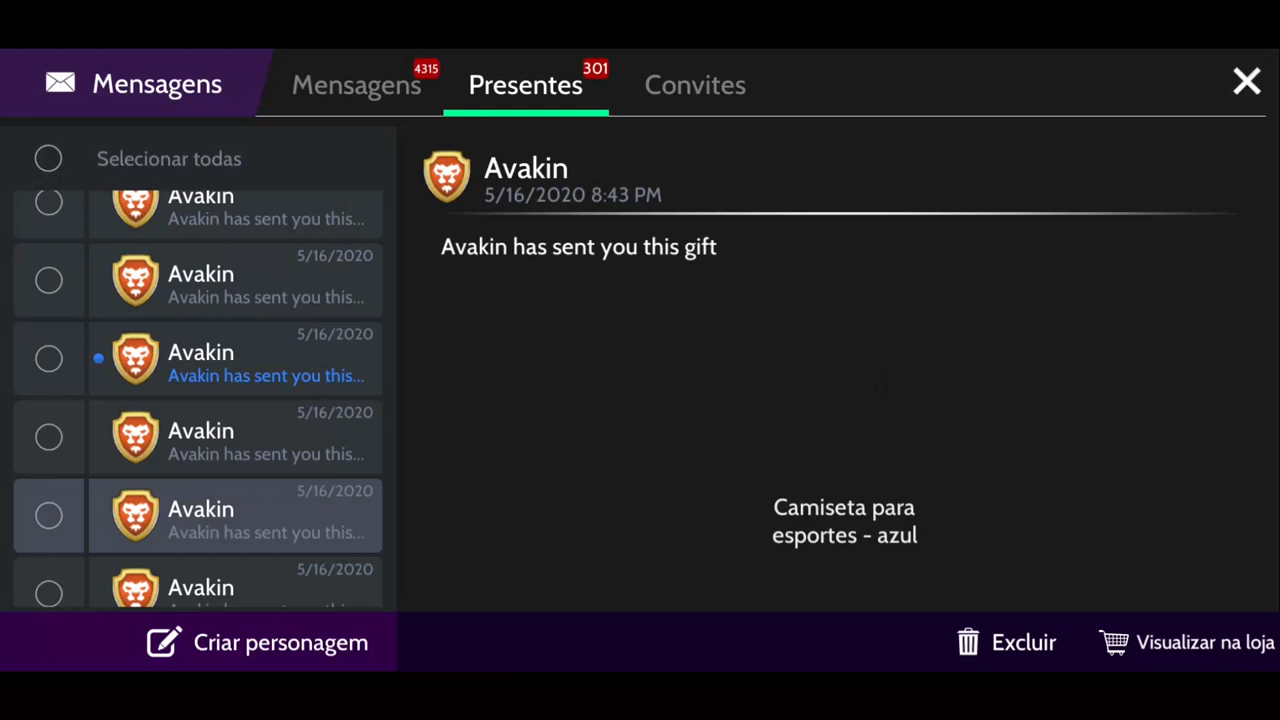 Mensagens
Mensagens 4315
Presentes 301
Convites
Selecionar todas
Avakin
Avakin has sent you this...
5/16/2020
Avakin
Avakin has sent you this...
5/16/2020
Avakin
Avakin has sent you this...
5/16/2020
Avakin
Avakin has sent you this...
5/16/2020
Avakin
Avakin has sent you this...
5/16/2020
Avakin
Avakin
5/16/2020 8:43 PM
Avakin has sent you this gift
Camiseta para
esportes - azul
Criar personagem
Excluir
Visualizar na loja